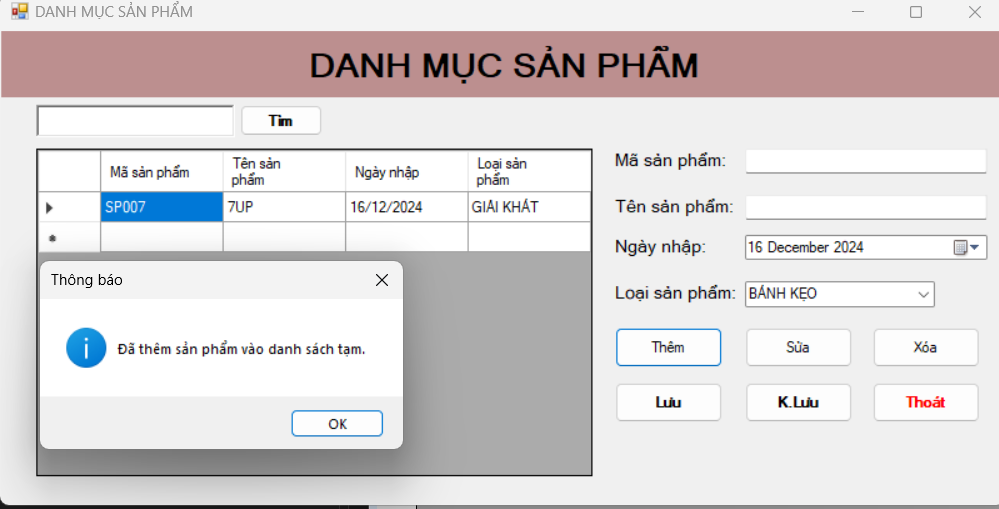 DANH MỤC SẢN PHẨM
DANH MỤC SẢN PHẨM
Tìm
Mã sản phẩm
Tên sản
phẩm
Ngày nhập
Loại sản
phẩm
SP007
7UP
16/12/2024
GIẢI KHÁT
Thông báo
Đã thêm sản phẩm vào danh sách tạm.
OK
Mã sản phẩm:
Tên sản phẩm:
Ngày nhập:
16 December 2024
Loại sản phẩm:
BÁNH KẸO
Thêm
Sửa
Xóa
Lưu
K.Lưu
Thoát